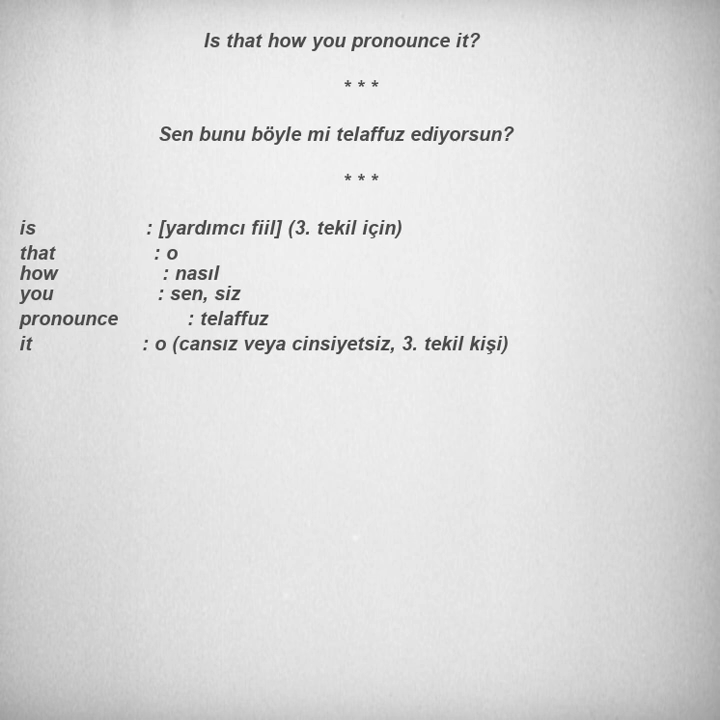 Is that how you pronounce it?
* * *
Sen bunu böyle mi telaffuz ediyorsun?
* * *
is : [yardımcı fiil] (3. tekil için)
that : o
how : nasıl
you : sen, siz
pronounce : telaffuz
it : o (cansız veya cinsiyetsiz, 3. tekil kişi)